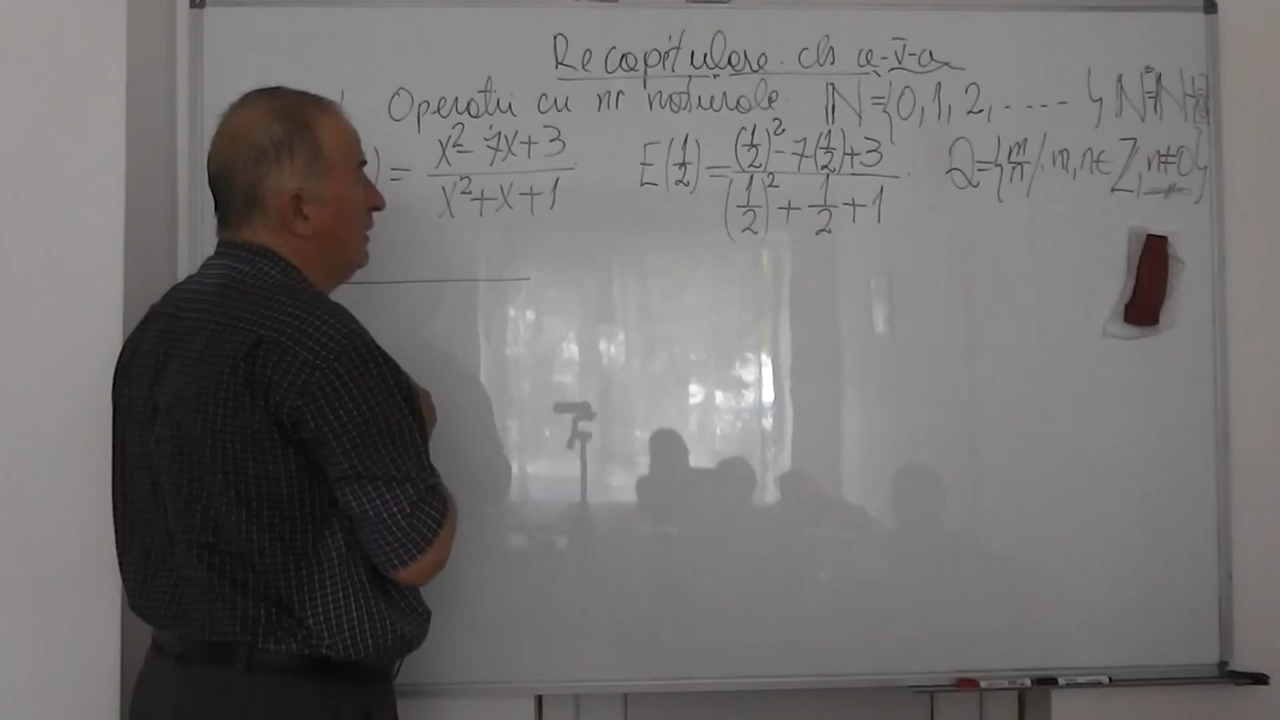 Recapitulare cls a-V-a
Operatii cu nr naturale. N={0,1,2,.....} N*=N\{0}
) = (x²-7x+3)/(x²+x+1) E(1/2)=((1/2)²-7(1/2)+3)/((1/2)²+1/2+1) Q={m/n / m,n∈Z, n≠0}